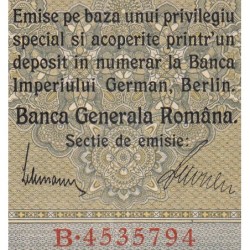 Emise pe baza unui privilegiu
special si acoperite printr'un
deposit in numerar la Banca
Imperiului German, Berlin.
Banca Generala Română.
Sectie de emisie:
B·4535794